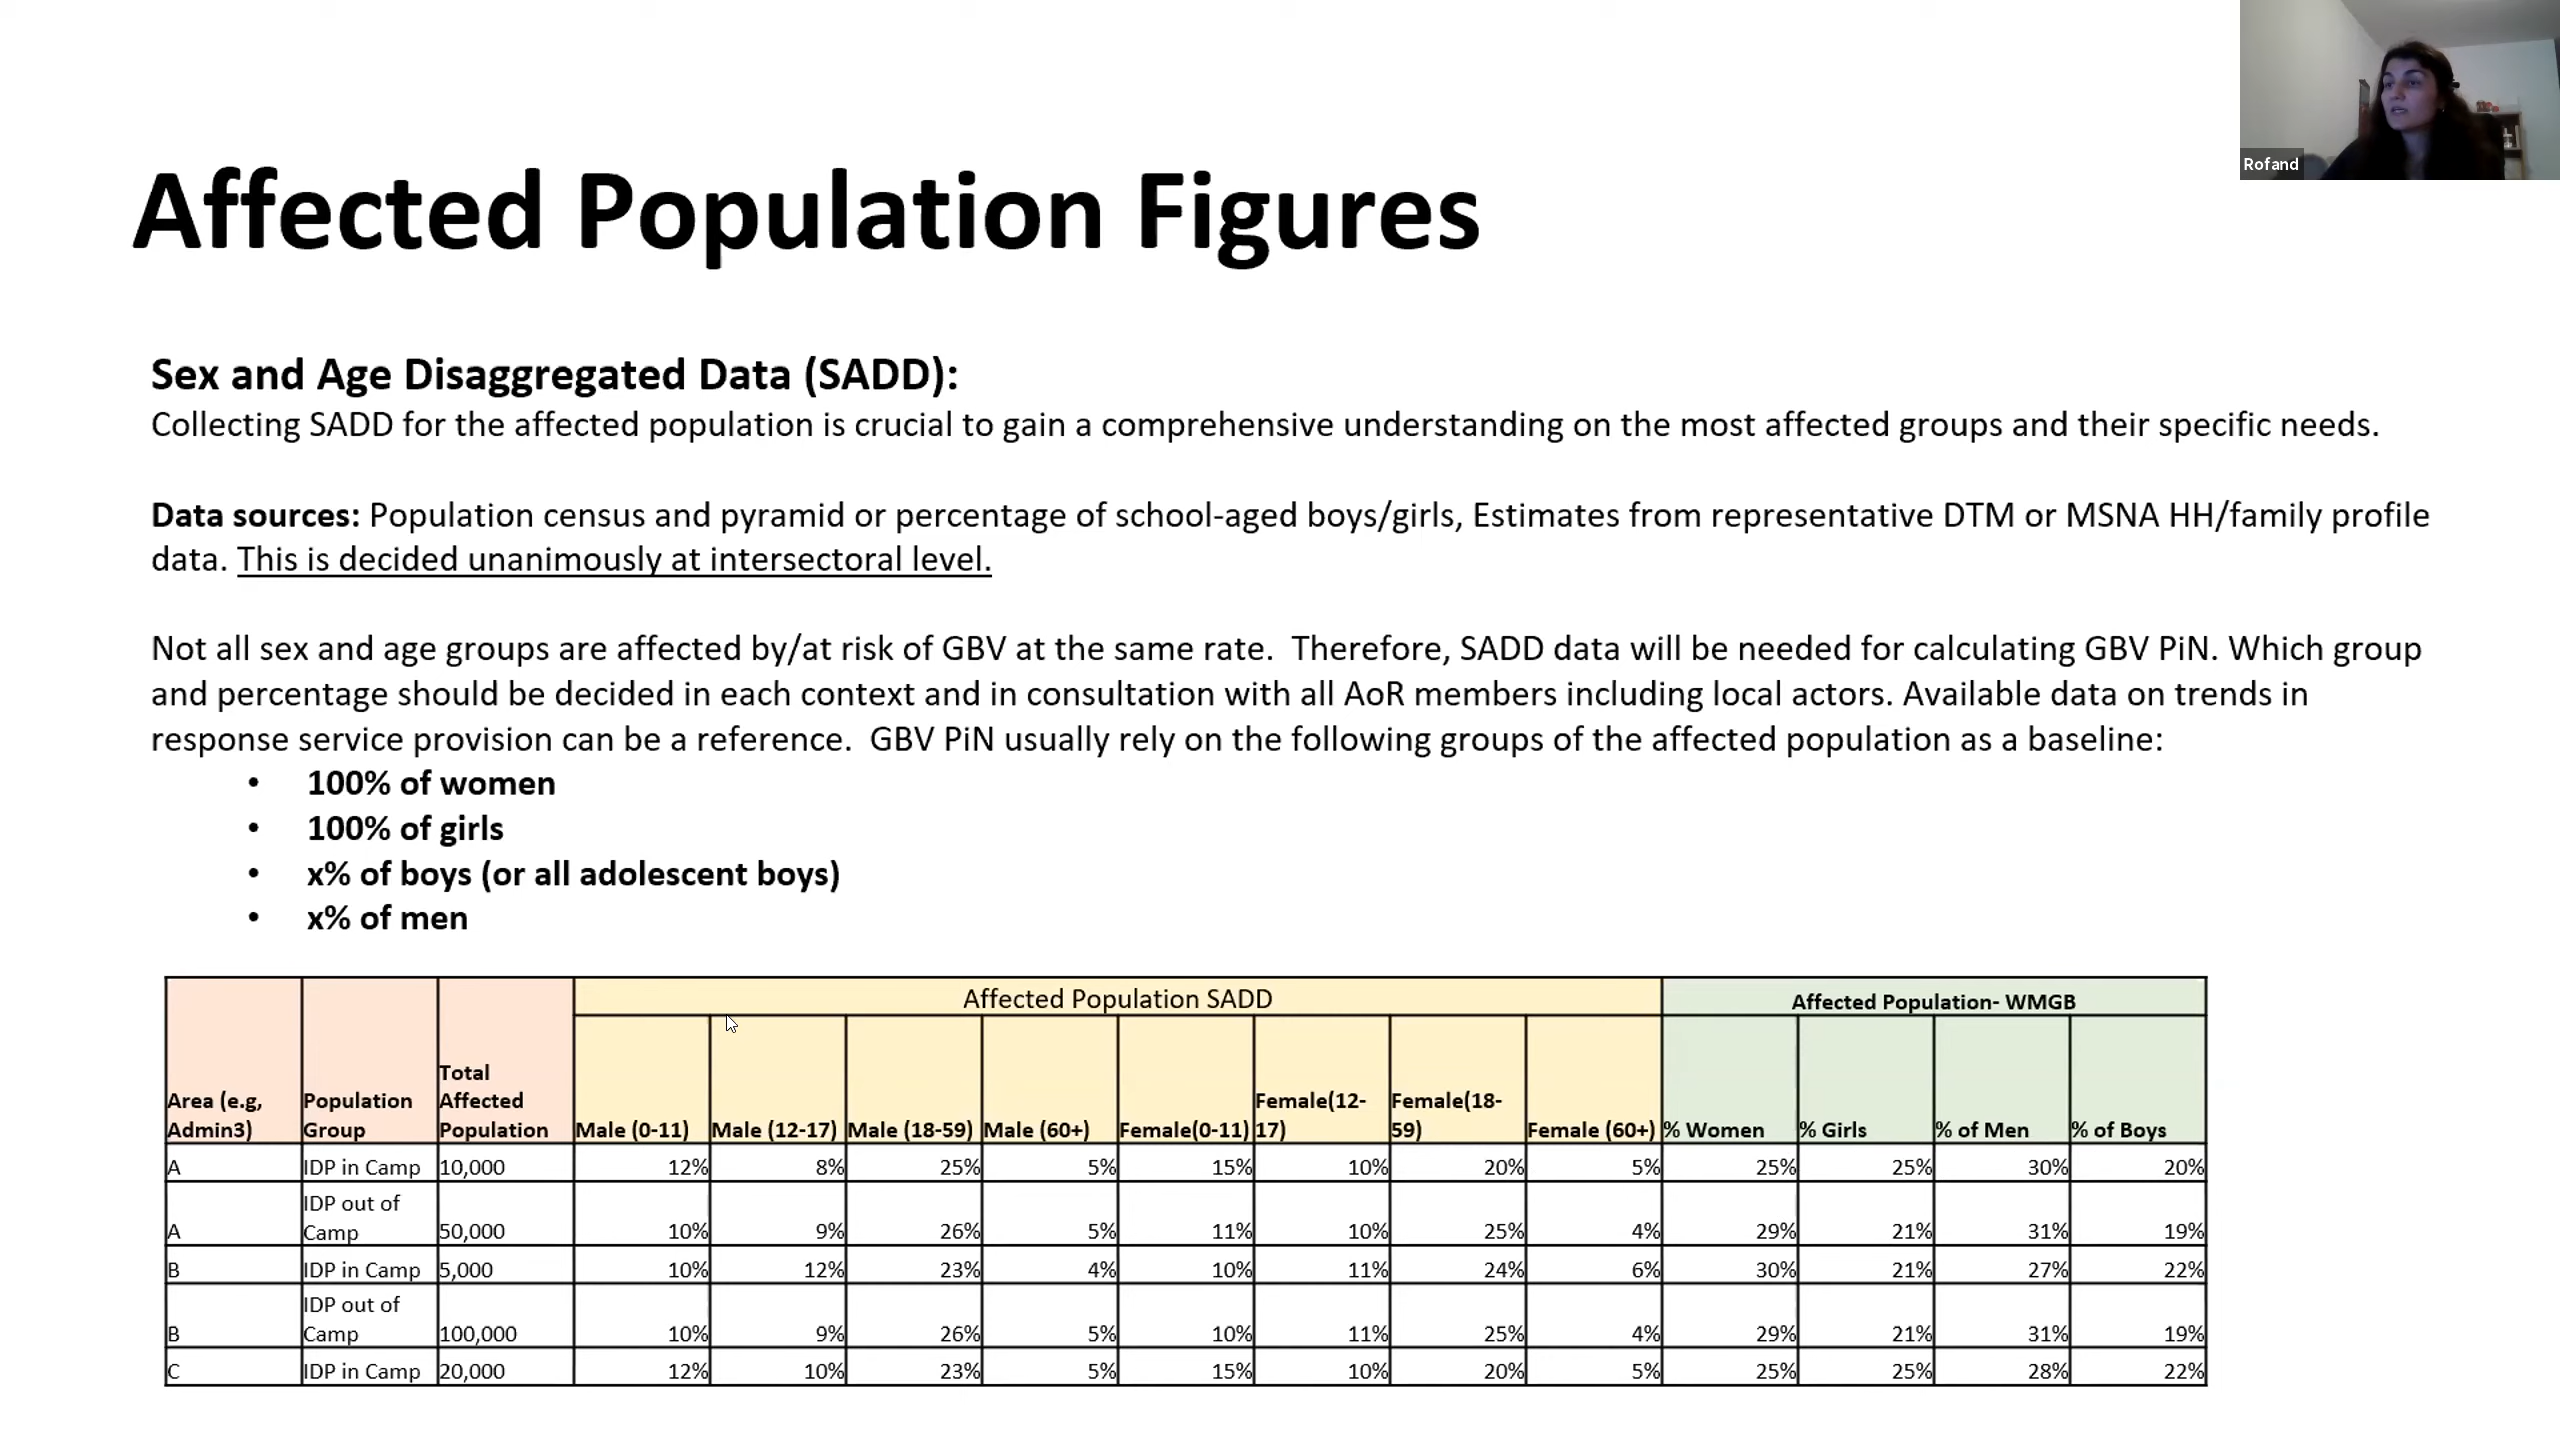 Rofand
Affected Population Figures
Sex and Age Disaggregated Data (SADD):
Collecting SADD for the affected population is crucial to gain a comprehensive understanding on the most affected groups and their specific needs.
Data sources: Population census and pyramid or percentage of school-aged boys/girls, Estimates from representative DTM or MSNA HH/family profile
data. This is decided unanimously at intersectoral level.
Not all sex and age groups are affected by/at risk of GBV at the same rate.  Therefore, SADD data will be needed for calculating GBV PiN. Which group
and percentage should be decided in each context and in consultation with all AoR members including local actors. Available data on trends in
response service provision can be a reference.  GBV PiN usually rely on the following groups of the affected population as a baseline:
• 100% of women
• 100% of girls
• x% of boys (or all adolescent boys)
• x% of men
Affected Population SADD Affected Population- WMGB
Area (e.g, Admin3) Population Group Total Affected Population Male (0-11) Male (12-17) Male (18-59) Male (60+) Female(0-11) Female(12-17) Female(18-59) Female (60+) % Women % Girls % of Men % of Boys
A IDP in Camp 10,000 12% 8% 25% 5% 15% 10% 20% 5% 25% 25% 30% 20%
A IDP out of Camp 50,000 10% 9% 26% 5% 11% 10% 25% 4% 29% 21% 31% 19%
B IDP in Camp 5,000 10% 12% 23% 4% 10% 11% 24% 6% 30% 21% 27% 22%
B IDP out of Camp 100,000 10% 9% 26% 5% 10% 11% 25% 4% 29% 21% 31% 19%
C IDP in Camp 20,000 12% 10% 23% 5% 15% 10% 20% 5% 25% 25% 28% 22%